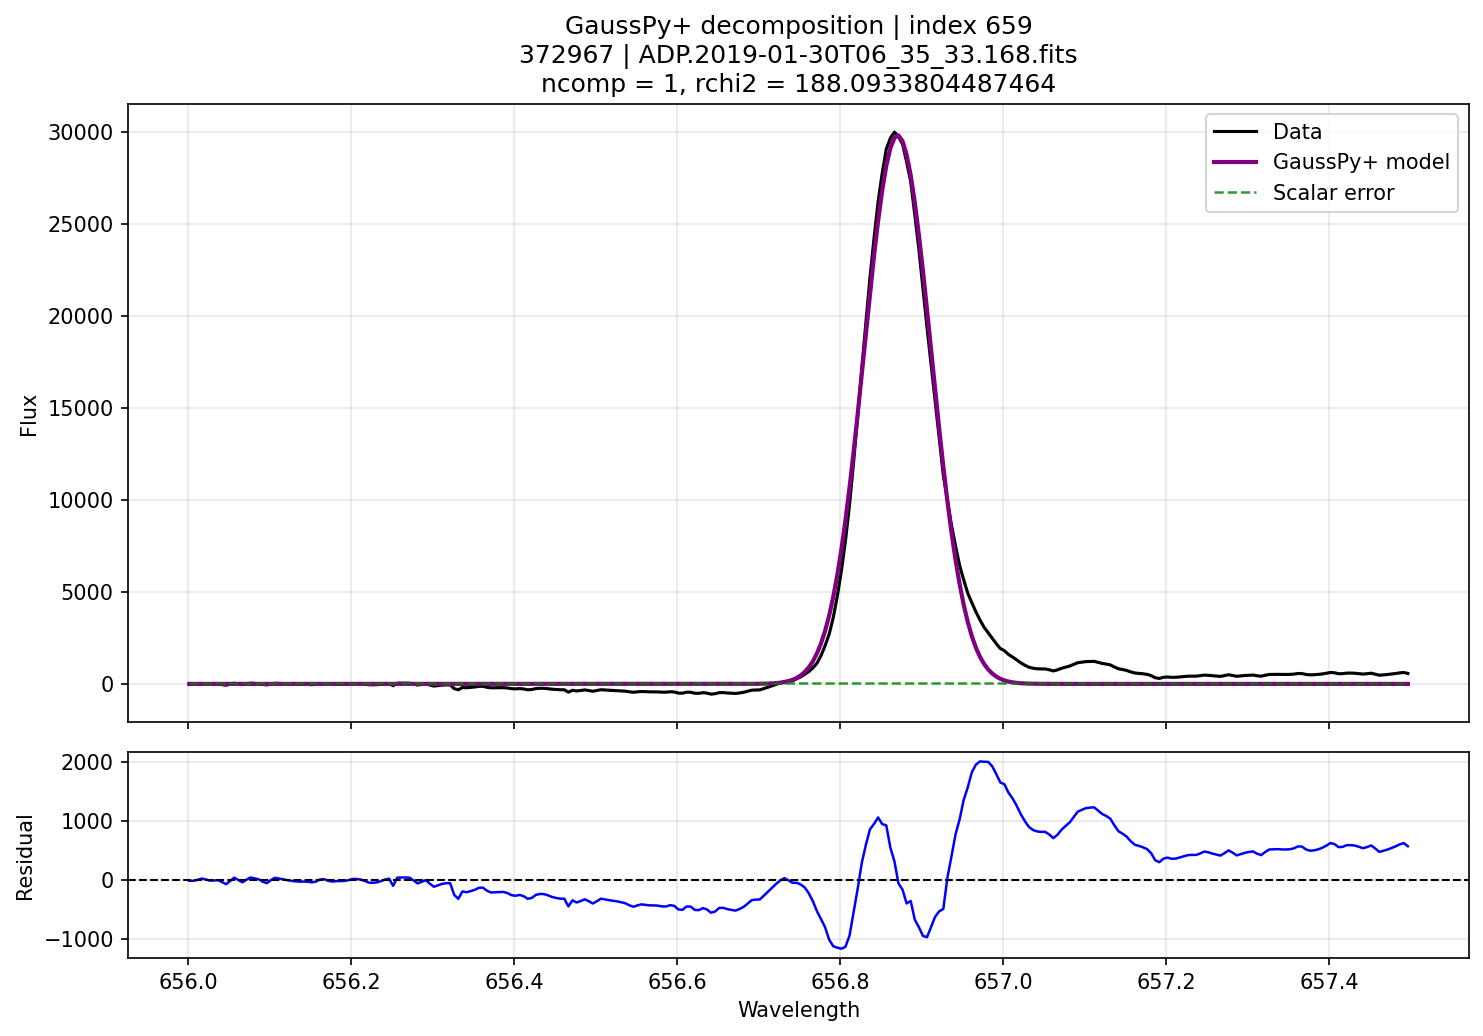 GaussPy+ decomposition | index 659
372967 | ADP.2019-01-30T06_35_33.168.fits
ncomp = 1, rchi2 = 188.0933804487464
Data
GaussPy+ model
Scalar error
30000
25000
20000
15000
10000
5000
0
Flux
2000
1000
0
−1000
Residual
656.0
656.2
656.4
656.6
656.8
657.0
657.2
657.4
Wavelength